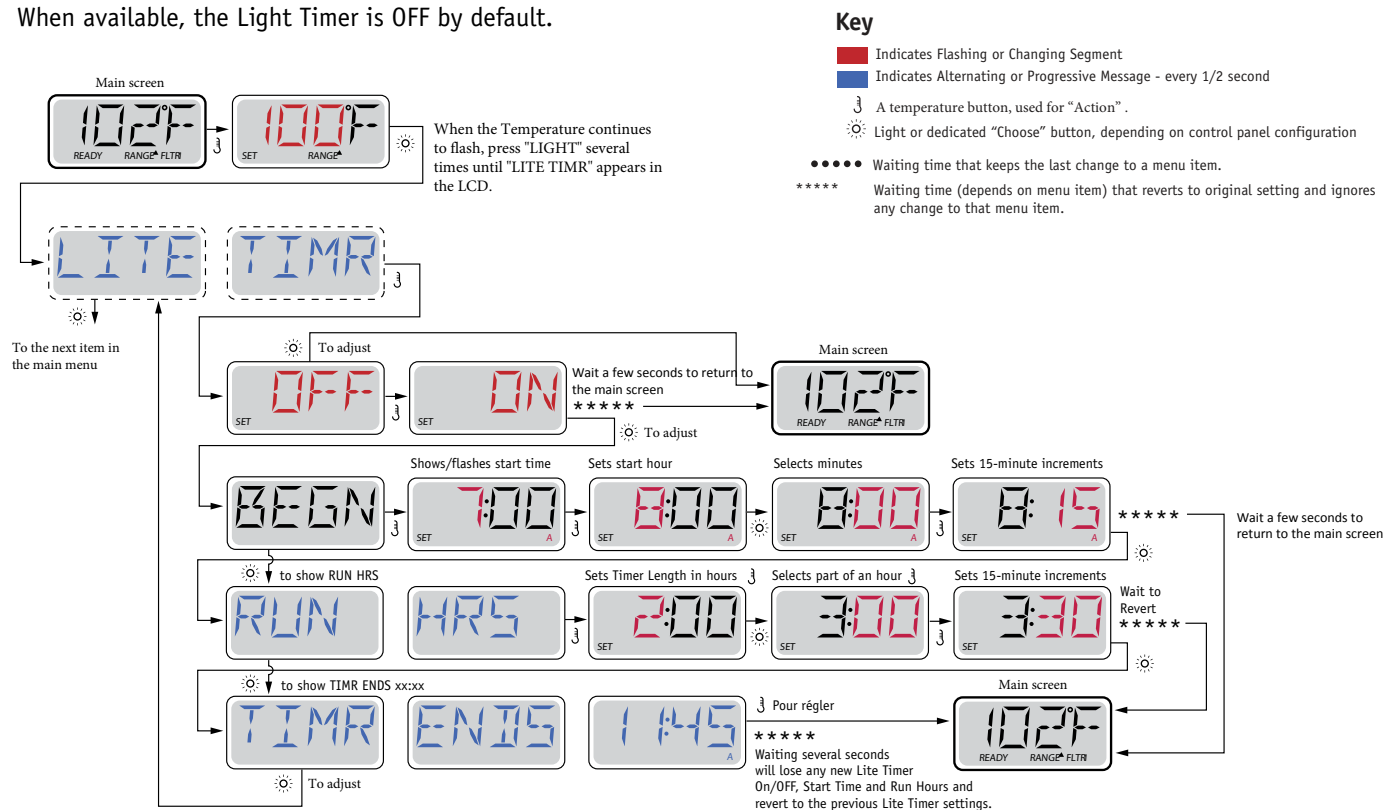 When available, the Light Timer is OFF by default.
Key
Indicates Flashing or Changing Segment
Indicates Alternating or Progressive Message - every 1/2 second
A temperature button, used for “Action” .
Light or dedicated “Choose” button, depending on control panel configuration
••••• Waiting time that keeps the last change to a menu item.
***** Waiting time (depends on menu item) that reverts to original setting and ignores
any change to that menu item.
Main screen
102°F
READY RANGE FLTR
100°F
SET RANGE
When the Temperature continues
to flash, press "LIGHT" several
times until "LITE TIMR" appears in
the LCD.
LITE TIMR
To the next item in
the main menu
To adjust
OFF
SET
ON
SET
Wait a few seconds to return to
the main screen
*****
To adjust
Main screen
102°F
READY RANGE FLTR
BEGN
Shows/flashes start time
7:00
SET A
Sets start hour
8:00
SET A
Selects minutes
8:00
SET A
Sets 15-minute increments
8:15
A
*****
Wait a few seconds to
return to the main screen
to show RUN HRS
RUN HRS
Sets Timer Length in hours
2:00
SET
Selects part of an hour
3:00
SET
Sets 15-minute increments
3:30
SET
Wait to
Revert
*****
to show TIMR ENDS xx:xx
TIMR ENDS 11:45
A
To adjust
Pour régler
*****
Waiting several seconds
will lose any new Lite Timer
On/OFF, Start Time and Run Hours and
revert to the previous Lite Timer settings.
Main screen
102°F
READY RANGE FLTR